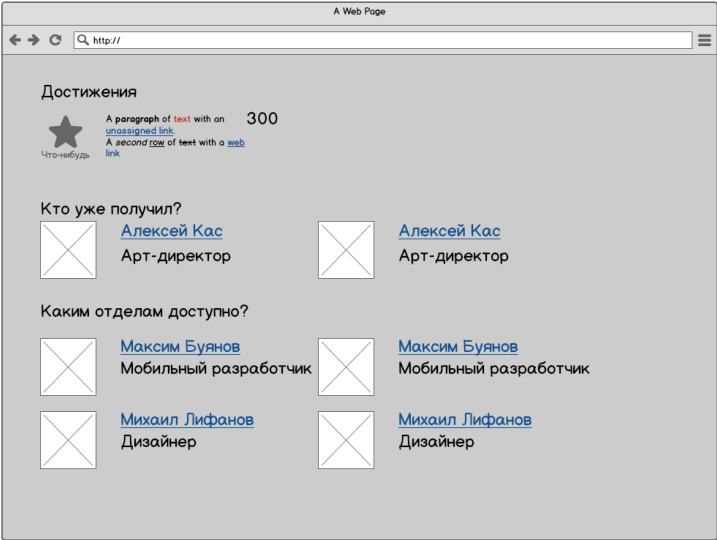 A Web Page
http://
Достижения
A paragraph of text with an
unassigned link.
A second row of text with a web
link
300
Что-нибудь
Кто уже получил?
Алексей Кас
Арт-директор
Алексей Кас
Арт-директор
Каким отделам доступно?
Максим Буянов
Мобильный разработчик
Максим Буянов
Мобильный разработчик
Михаил Лифанов
Дизайнер
Михаил Лифанов
Дизайнер